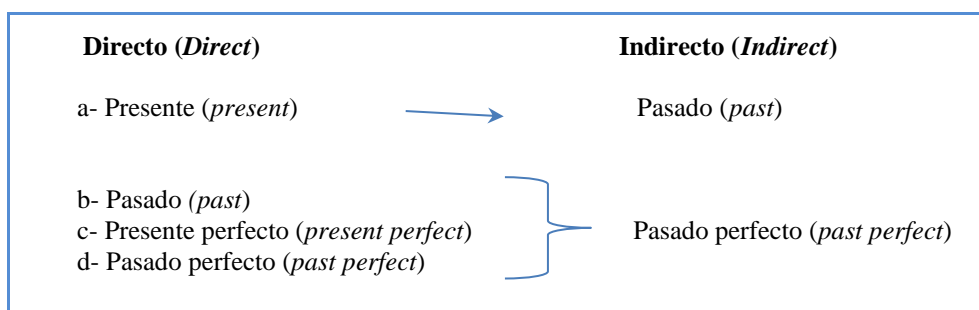 Directo (Direct) Indirecto (Indirect)
a- Presente (present) Pasado (past)
b- Pasado (past)
c- Presente perfecto (present perfect) Pasado perfecto (past perfect)
d- Pasado perfecto (past perfect)